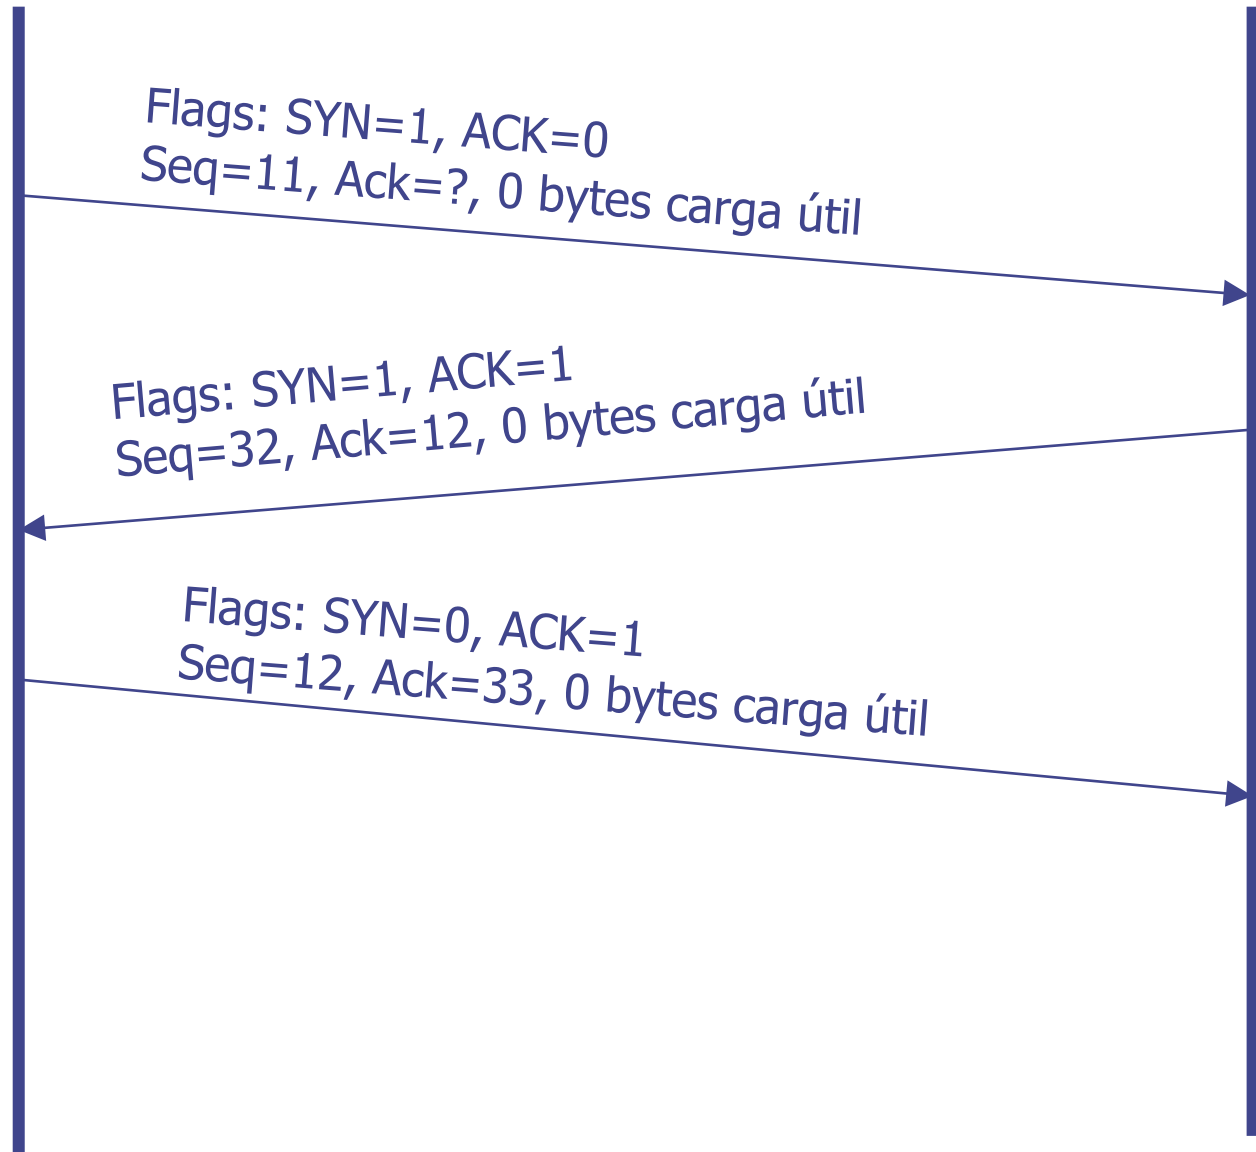 Flags: SYN=1, ACK=0
Seq=11, Ack=?, 0 bytes carga útil
Flags: SYN=1, ACK=1
Seq=32, Ack=12, 0 bytes carga útil
Flags: SYN=0, ACK=1
Seq=12, Ack=33, 0 bytes carga útil